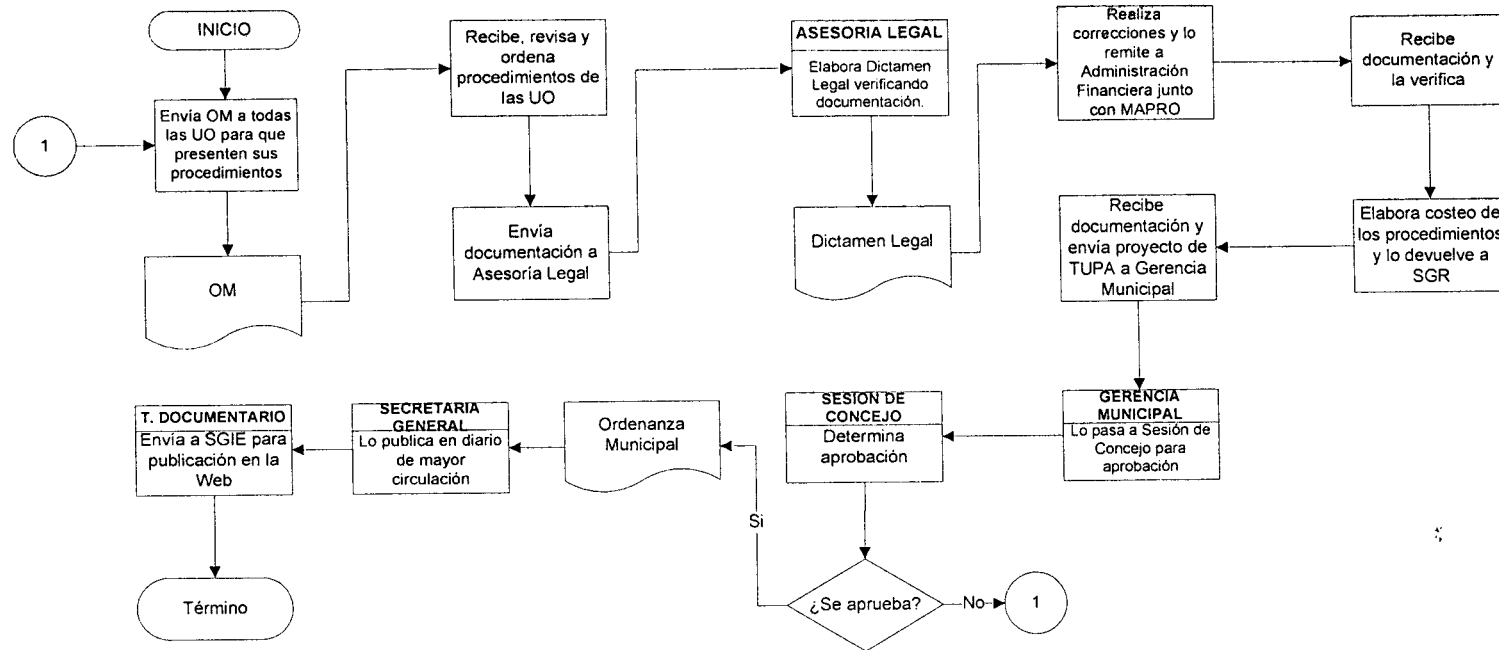 INICIO
1
Envía OM a todas
las UO para que
presenten sus
procedimientos
OM
Recibe, revisa y
ordena
procedimientos de
las UO
Envía
documentación a
Asesoría Legal
ASESORIA LEGAL
Elabora Dictamen
Legal verificando
documentación.
Dictamen Legal
Realiza
correcciones y lo
remite a
Administración
Financiera junto
con MAPRO
Recibe
documentación y
la verifica
Elabora costeo de
los procedimientos
y lo devuelve a
SGR
Recibe
documentación y
envía proyecto de
TUPA a Gerencia
Municipal
GERENCIA
MUNICIPAL
Lo pasa a Sesión de
Concejo para
aprobación
SESION DE
CONCEJO
Determina
aprobación
¿Se aprueba?
No
1
Si
Ordenanza
Municipal
SECRETARIA
GENERAL
Lo publica en diario
de mayor
circulación
T. DOCUMENTARIO
Envía a SGIE para
publicación en la
Web
Término